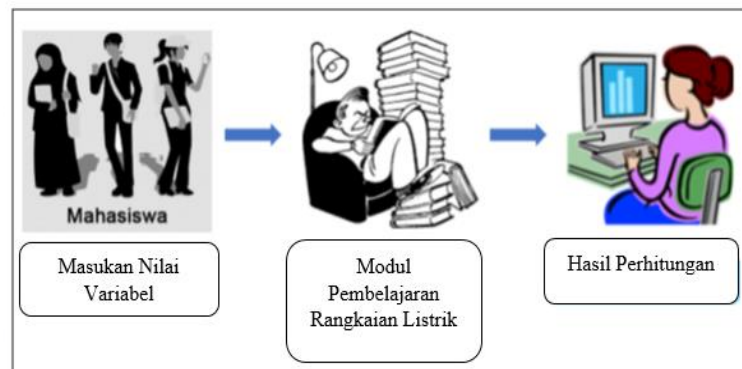 Mahasiswa
Masukan Nilai
Variabel
Modul
Pembelajaran
Rangkaian Listrik
Hasil Perhitungan